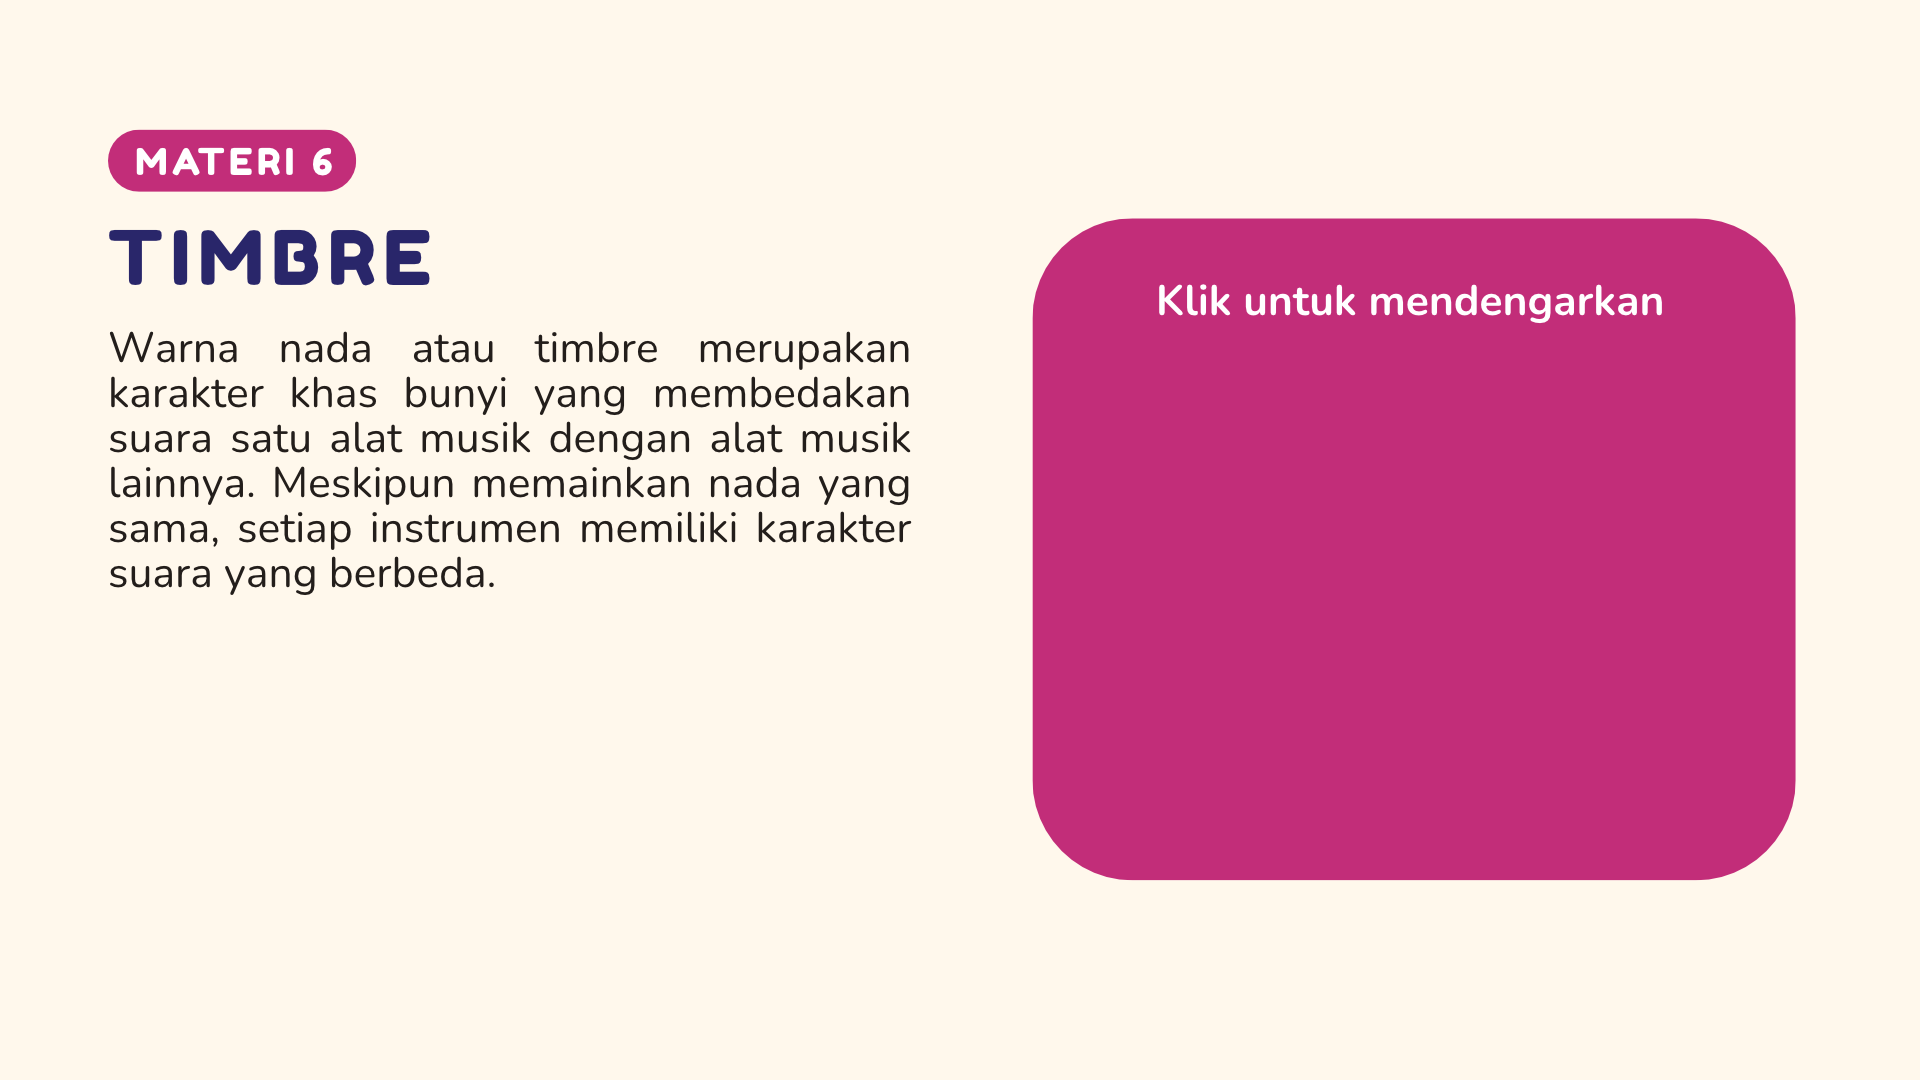 MATERI 6
TIMBRE
Warna nada atau timbre merupakan
karakter khas bunyi yang membedakan
suara satu alat musik dengan alat musik
lainnya. Meskipun memainkan nada yang
sama, setiap instrumen memiliki karakter
suara yang berbeda.
Klik untuk mendengarkan